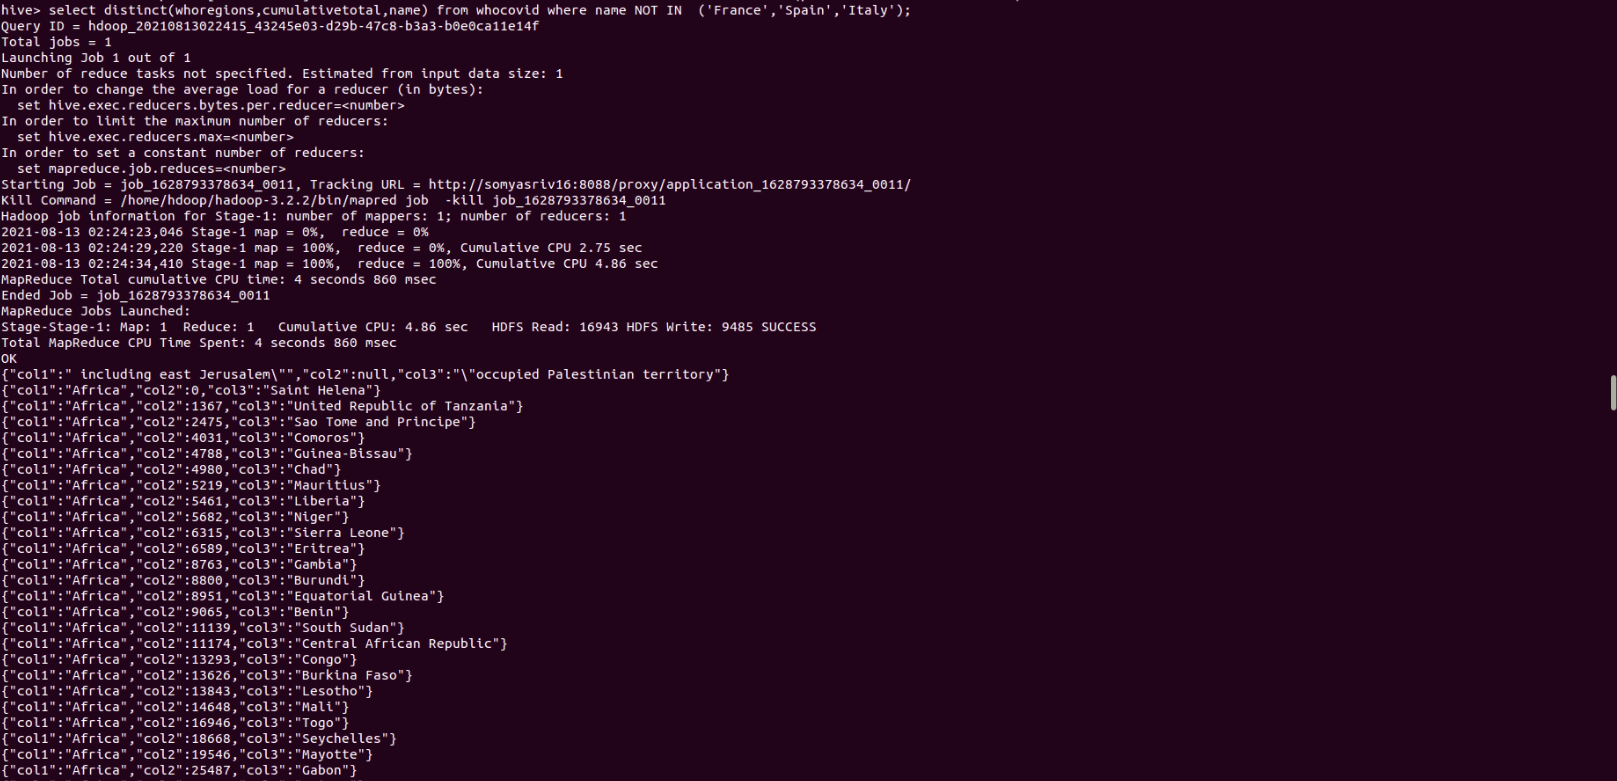 hive> select distinct(whoregions,cumulativetotal,name) from whocovid where name NOT IN  ('France','Spain','Italy');
Query ID = hdoop_20210813022415_43245e03-d29b-47c8-b3a3-b0e0ca11e14f
Total jobs = 1
Launching Job 1 out of 1
Number of reduce tasks not specified. Estimated from input data size: 1
In order to change the average load for a reducer (in bytes):
  set hive.exec.reducers.bytes.per.reducer=<number>
In order to limit the maximum number of reducers:
  set hive.exec.reducers.max=<number>
In order to set a constant number of reducers:
  set mapreduce.job.reduces=<number>
Starting Job = job_1628793378634_0011, Tracking URL = http://somyasriv16:8088/proxy/application_1628793378634_0011/
Kill Command = /home/hdoop/hadoop-3.2.2/bin/mapred job  -kill job_1628793378634_0011
Hadoop job information for Stage-1: number of mappers: 1; number of reducers: 1
2021-08-13 02:24:23,046 Stage-1 map = 0%,  reduce = 0%
2021-08-13 02:24:29,220 Stage-1 map = 100%,  reduce = 0%, Cumulative CPU 2.75 sec
2021-08-13 02:24:34,410 Stage-1 map = 100%,  reduce = 100%, Cumulative CPU 4.86 sec
MapReduce Total cumulative CPU time: 4 seconds 860 msec
Ended Job = job_1628793378634_0011
MapReduce Jobs Launched:
Stage-Stage-1: Map: 1  Reduce: 1   Cumulative CPU: 4.86 sec   HDFS Read: 16943 HDFS Write: 9485 SUCCESS
Total MapReduce CPU Time Spent: 4 seconds 860 msec
OK
{"col1":" including east Jerusalem\"","col2":null,"col3":"\"occupied Palestinian territory"}
{"col1":"Africa","col2":0,"col3":"Saint Helena"}
{"col1":"Africa","col2":1367,"col3":"United Republic of Tanzania"}
{"col1":"Africa","col2":2475,"col3":"Sao Tome and Principe"}
{"col1":"Africa","col2":4031,"col3":"Comoros"}
{"col1":"Africa","col2":4788,"col3":"Guinea-Bissau"}
{"col1":"Africa","col2":4980,"col3":"Chad"}
{"col1":"Africa","col2":5219,"col3":"Mauritius"}
{"col1":"Africa","col2":5461,"col3":"Liberia"}
{"col1":"Africa","col2":5682,"col3":"Niger"}
{"col1":"Africa","col2":6315,"col3":"Sierra Leone"}
{"col1":"Africa","col2":6589,"col3":"Eritrea"}
{"col1":"Africa","col2":8763,"col3":"Gambia"}
{"col1":"Africa","col2":8800,"col3":"Burundi"}
{"col1":"Africa","col2":8951,"col3":"Equatorial Guinea"}
{"col1":"Africa","col2":9065,"col3":"Benin"}
{"col1":"Africa","col2":11139,"col3":"South Sudan"}
{"col1":"Africa","col2":11174,"col3":"Central African Republic"}
{"col1":"Africa","col2":13293,"col3":"Congo"}
{"col1":"Africa","col2":13626,"col3":"Burkina Faso"}
{"col1":"Africa","col2":13843,"col3":"Lesotho"}
{"col1":"Africa","col2":14648,"col3":"Mali"}
{"col1":"Africa","col2":16946,"col3":"Togo"}
{"col1":"Africa","col2":18668,"col3":"Seychelles"}
{"col1":"Africa","col2":19546,"col3":"Mayotte"}
{"col1":"Africa","col2":25487,"col3":"Gabon"}